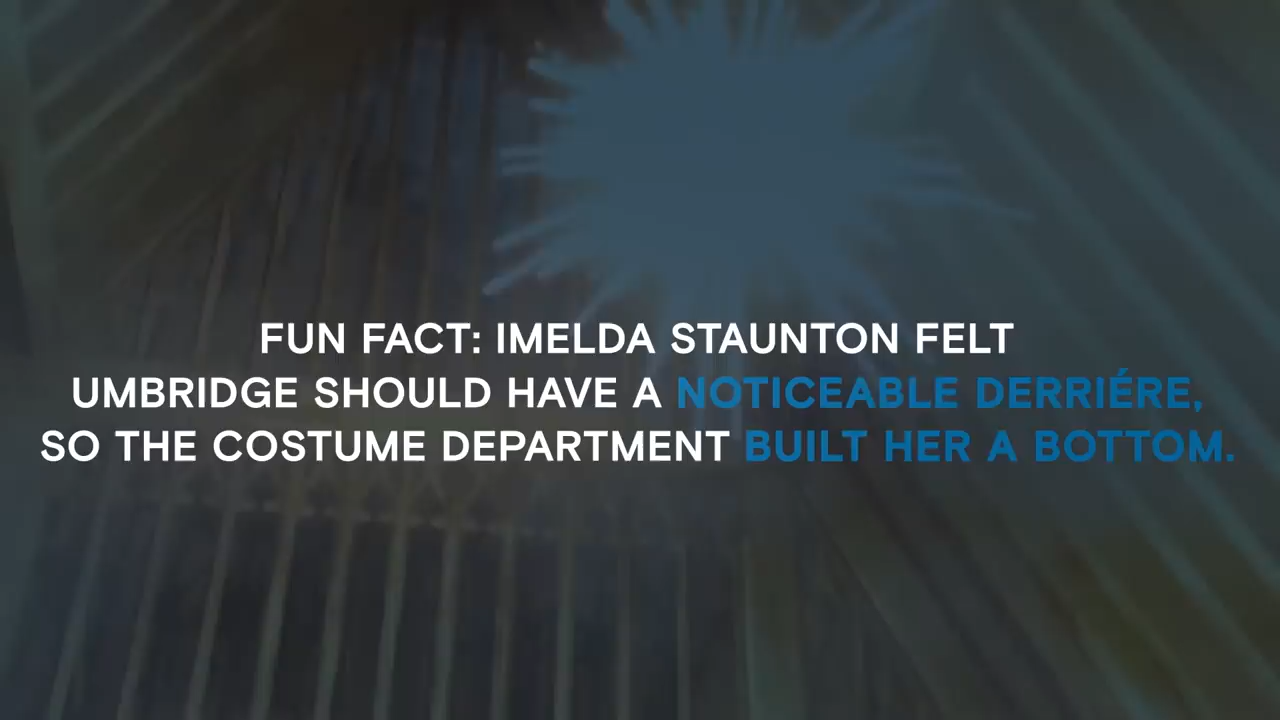 FUN FACT: IMELDA STAUNTON FELT
UMBRIDGE SHOULD HAVE A NOTICEABLE DERRIÉRE,
SO THE COSTUME DEPARTMENT BUILT HER A BOTTOM.